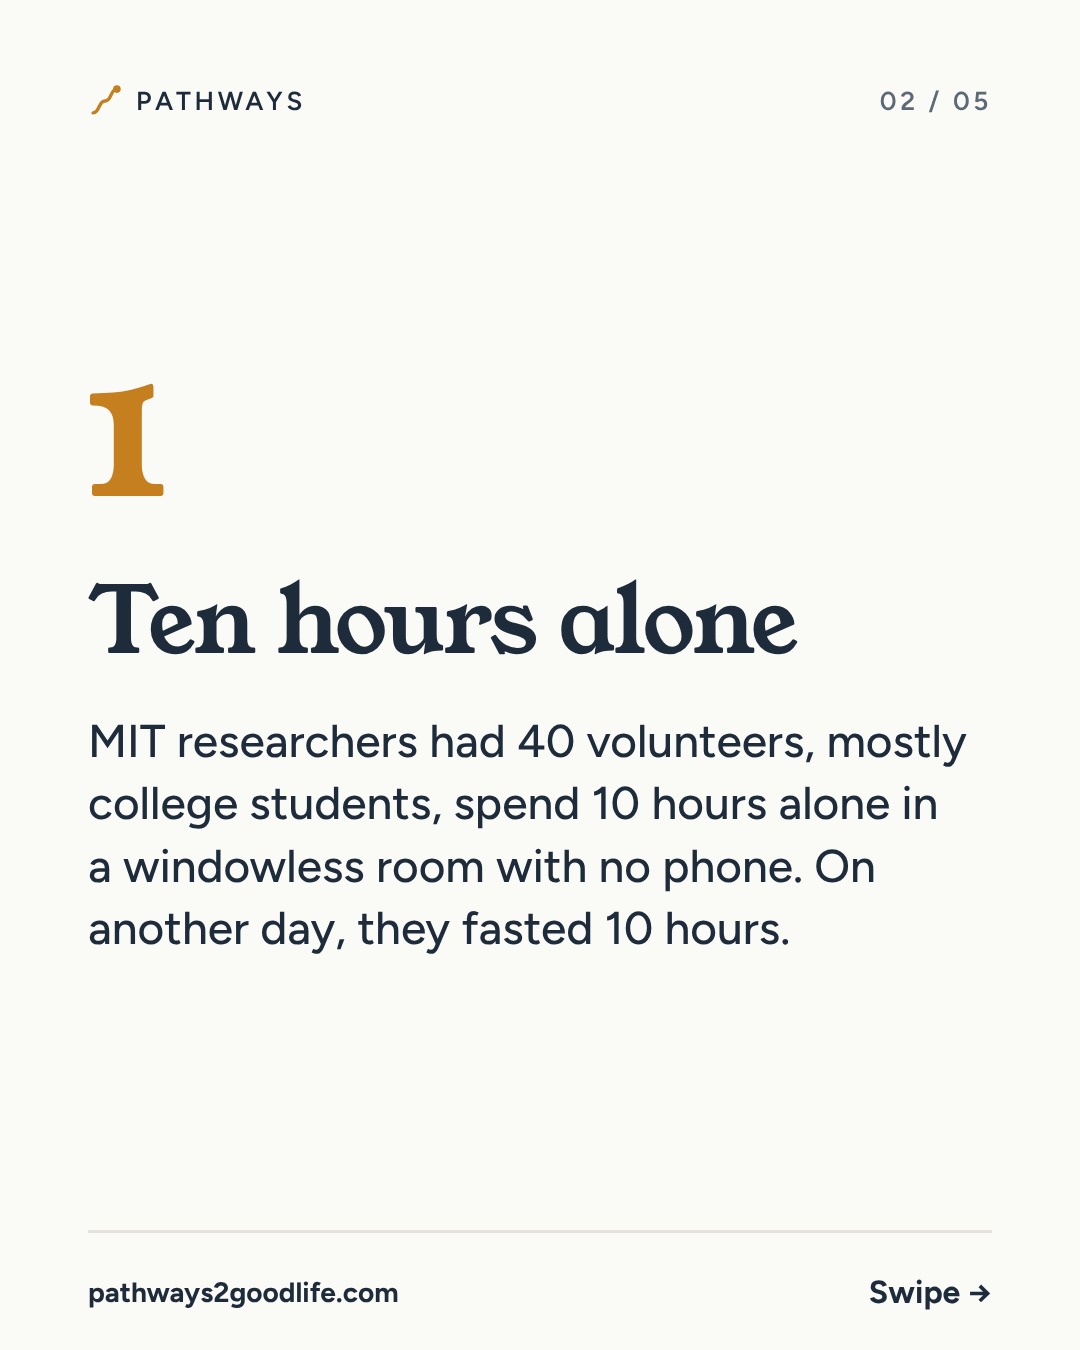 PATHWAYS
02 / 05
1
Ten hours alone
MIT researchers had 40 volunteers, mostly
college students, spend 10 hours alone in
a windowless room with no phone. On
another day, they fasted 10 hours.
pathways2goodlife.com
Swipe →